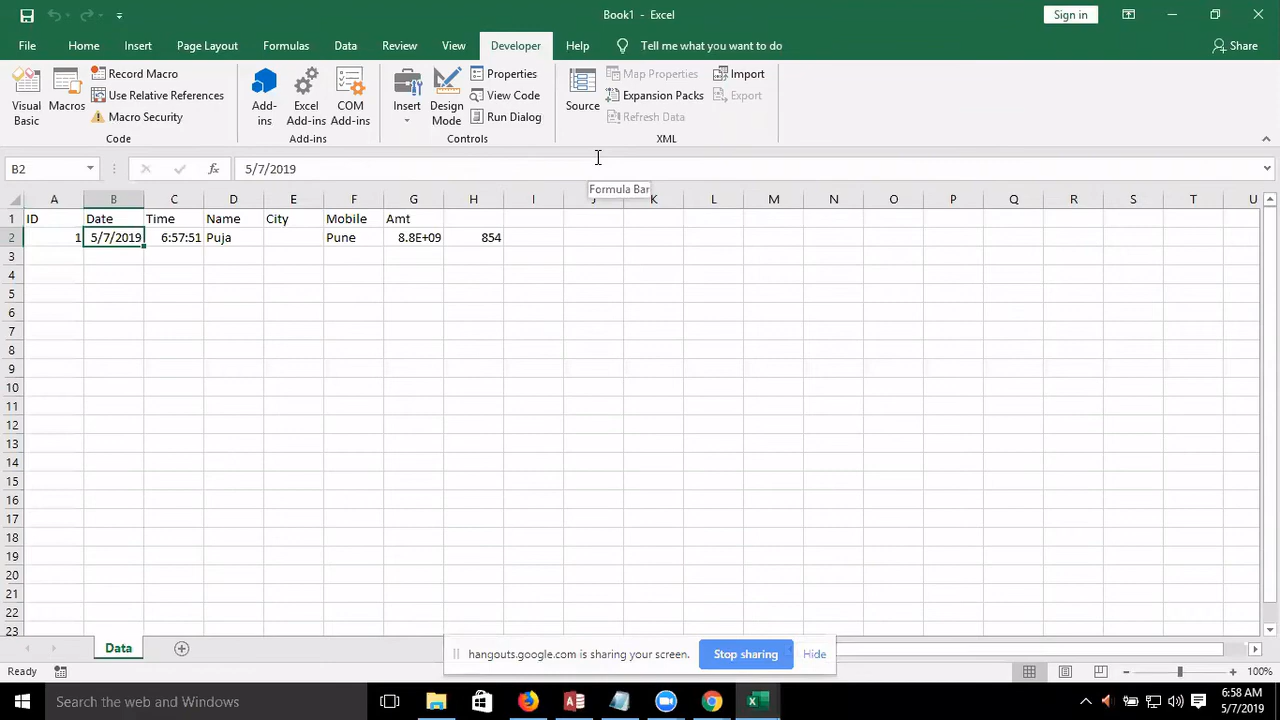 Book1 - Excel
Sign in
File Home Insert Page Layout Formulas Data Review View Developer Help Tell me what you want to do Share
Visual Basic
Macros
Record Macro
Use Relative References
Macro Security
Code
Add-ins
Excel Add-ins
COM Add-ins
Add-ins
Insert
Design Mode
Properties
View Code
Run Dialog
Controls
Source
Map Properties
Expansion Packs
Refresh Data
Import
Export
XML
B2 fx 5/7/2019
Formula Bar
A B C D E F G H I J K L M N O P Q R S T U
1 ID Date Time Name City Mobile Amt
2 1 5/7/2019 6:57:51 Puja Pune 8.8E+09 854
3
4
5
6
7
8
9
10
11
12
13
14
15
16
17
18
19
20
21
22
23
Data
hangouts.google.com is sharing your screen. Stop sharing Hide
Ready 100%
Search the web and Windows
6:58 AM
5/7/2019